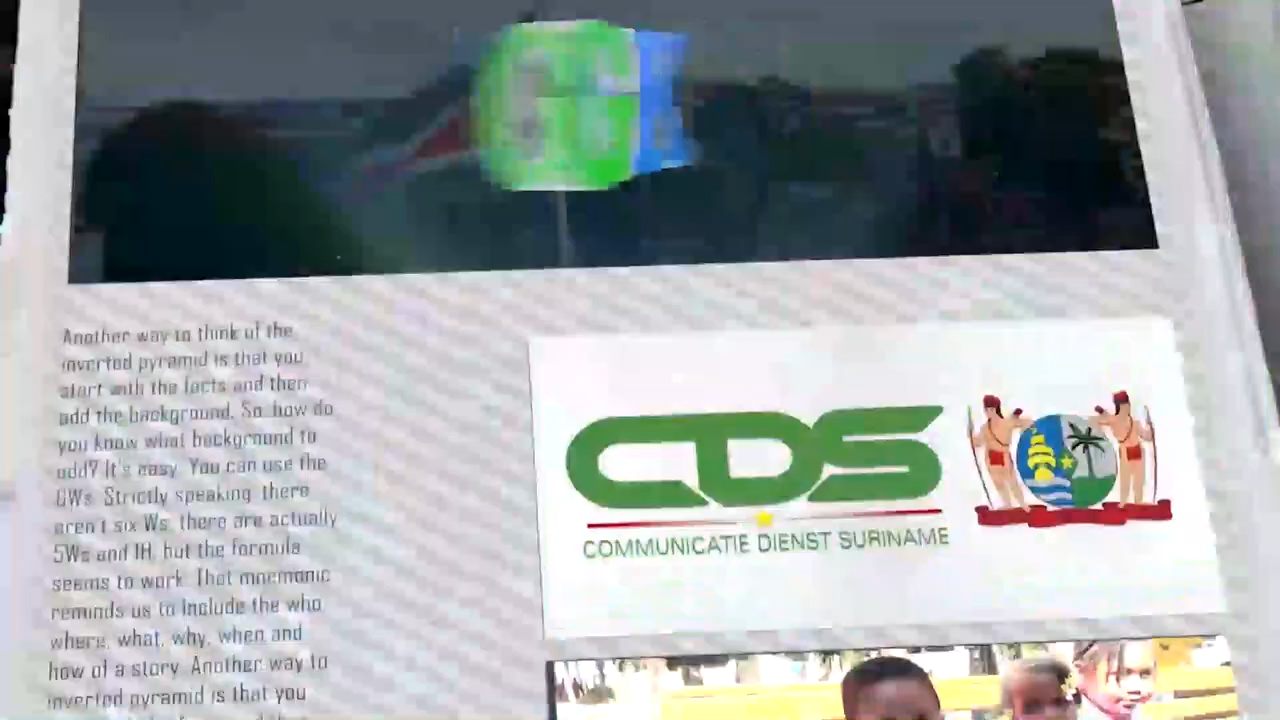 Another way to think of the
inverted pyramid is that you
start with the facts and then
add the background. So, how do
you know what background to
add? It's easy. You can use the
6Ws. Strictly speaking, there
aren't six Ws, there are actually
5Ws and 1H, but the formula
seems to work. That mnemonic
reminds us to include the who,
where, what, why, when and
how of a story. Another way to
inverted pyramid is that you
CDS
COMMUNICATIE DIENST SURINAME